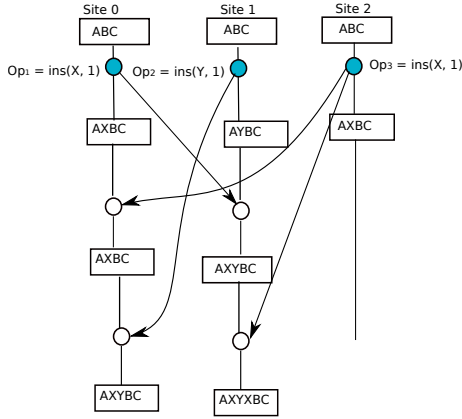 Site 0 Site 1 Site 2
ABC ABC ABC
Op₁ = ins(X, 1) Op₂ = ins(Y, 1) Op₃ = ins(X, 1)
AXBC AYBC AXBC
AXBC AXYBC
AXYBC AXYXBC